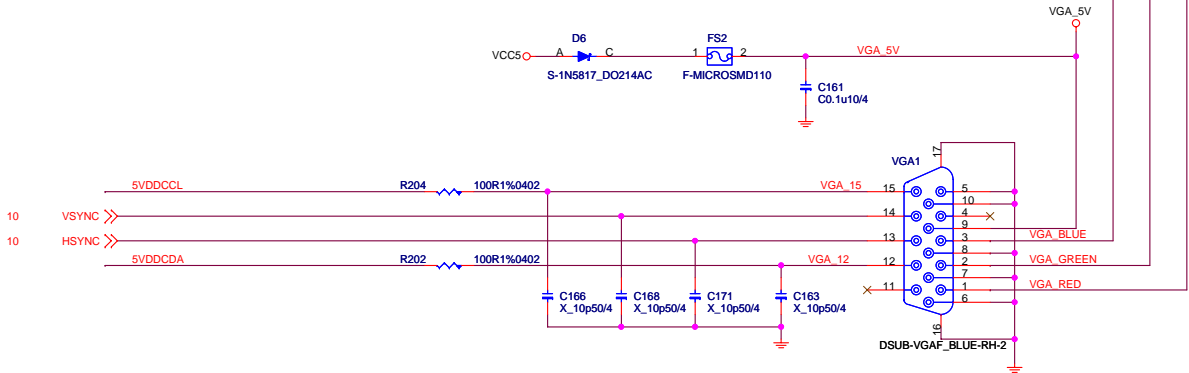 VGA_5V
D6
FS2
VCC5
A
C
1
2
VGA_5V
S-1N5817_DO214AC
F-MICROSMD110
C161
C0.1u10/4
17
VGA1
5VDDCCL
R204
100R1%0402
VGA_15
15
5
10
10
VSYNC
14
4
9
10
HSYNC
13
3
VGA_BLUE
8
5VDDCDA
R202
100R1%0402
VGA_12
12
2
VGA_GREEN
7
11
1
VGA_RED
6
C166
X_10p50/4
C168
X_10p50/4
C171
X_10p50/4
C163
X_10p50/4
16
DSUB-VGAF_BLUE-RH-2